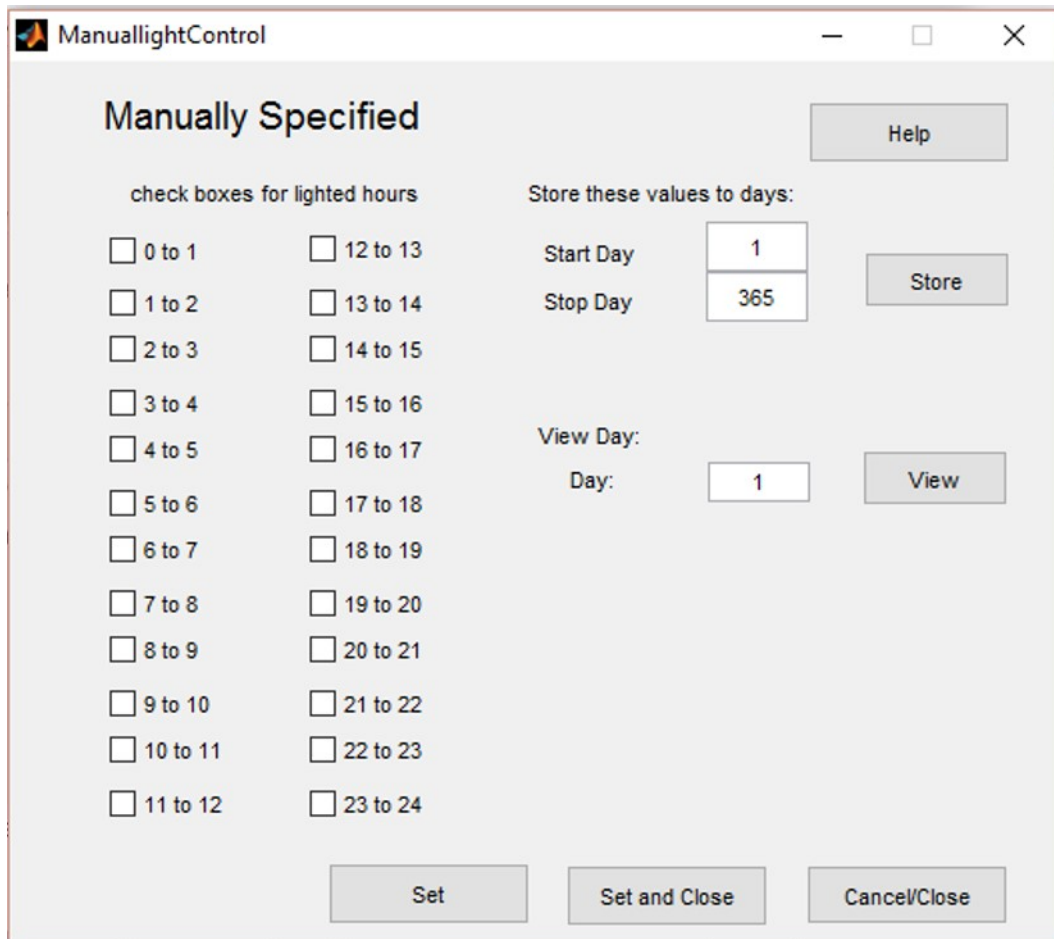 ManuallightControl
Manually Specified
Help
check boxes for lighted hours
0 to 1
1 to 2
2 to 3
3 to 4
4 to 5
5 to 6
6 to 7
7 to 8
8 to 9
9 to 10
10 to 11
11 to 12
12 to 13
13 to 14
14 to 15
15 to 16
16 to 17
17 to 18
18 to 19
19 to 20
20 to 21
21 to 22
22 to 23
23 to 24
Store these values to days:
Start Day 1
Stop Day 365
Store
View Day:
Day: 1
View
Set
Set and Close
Cancel/Close